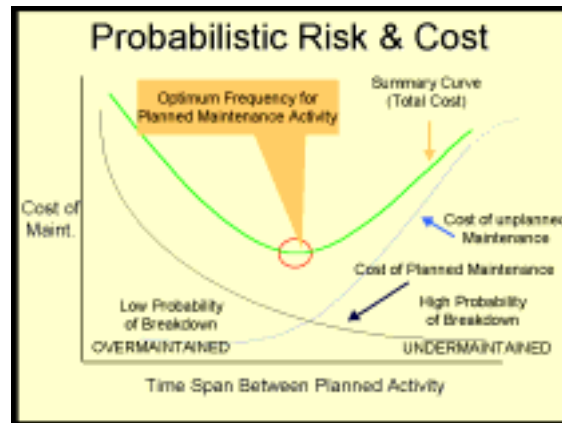 Probabilistic Risk & Cost
Optimum Frequency for
Planned Maintenance Activity
Summary Curve
(Total Cost)
Cost of
Maint.
Cost of unplanned
Maintenance
Cost of Planned Maintenance
Low Probability
of Breakdown
High Probability
of Breakdown
OVERMAINTAINED
UNDERMAINTAINED
Time Span Between Planned Activity